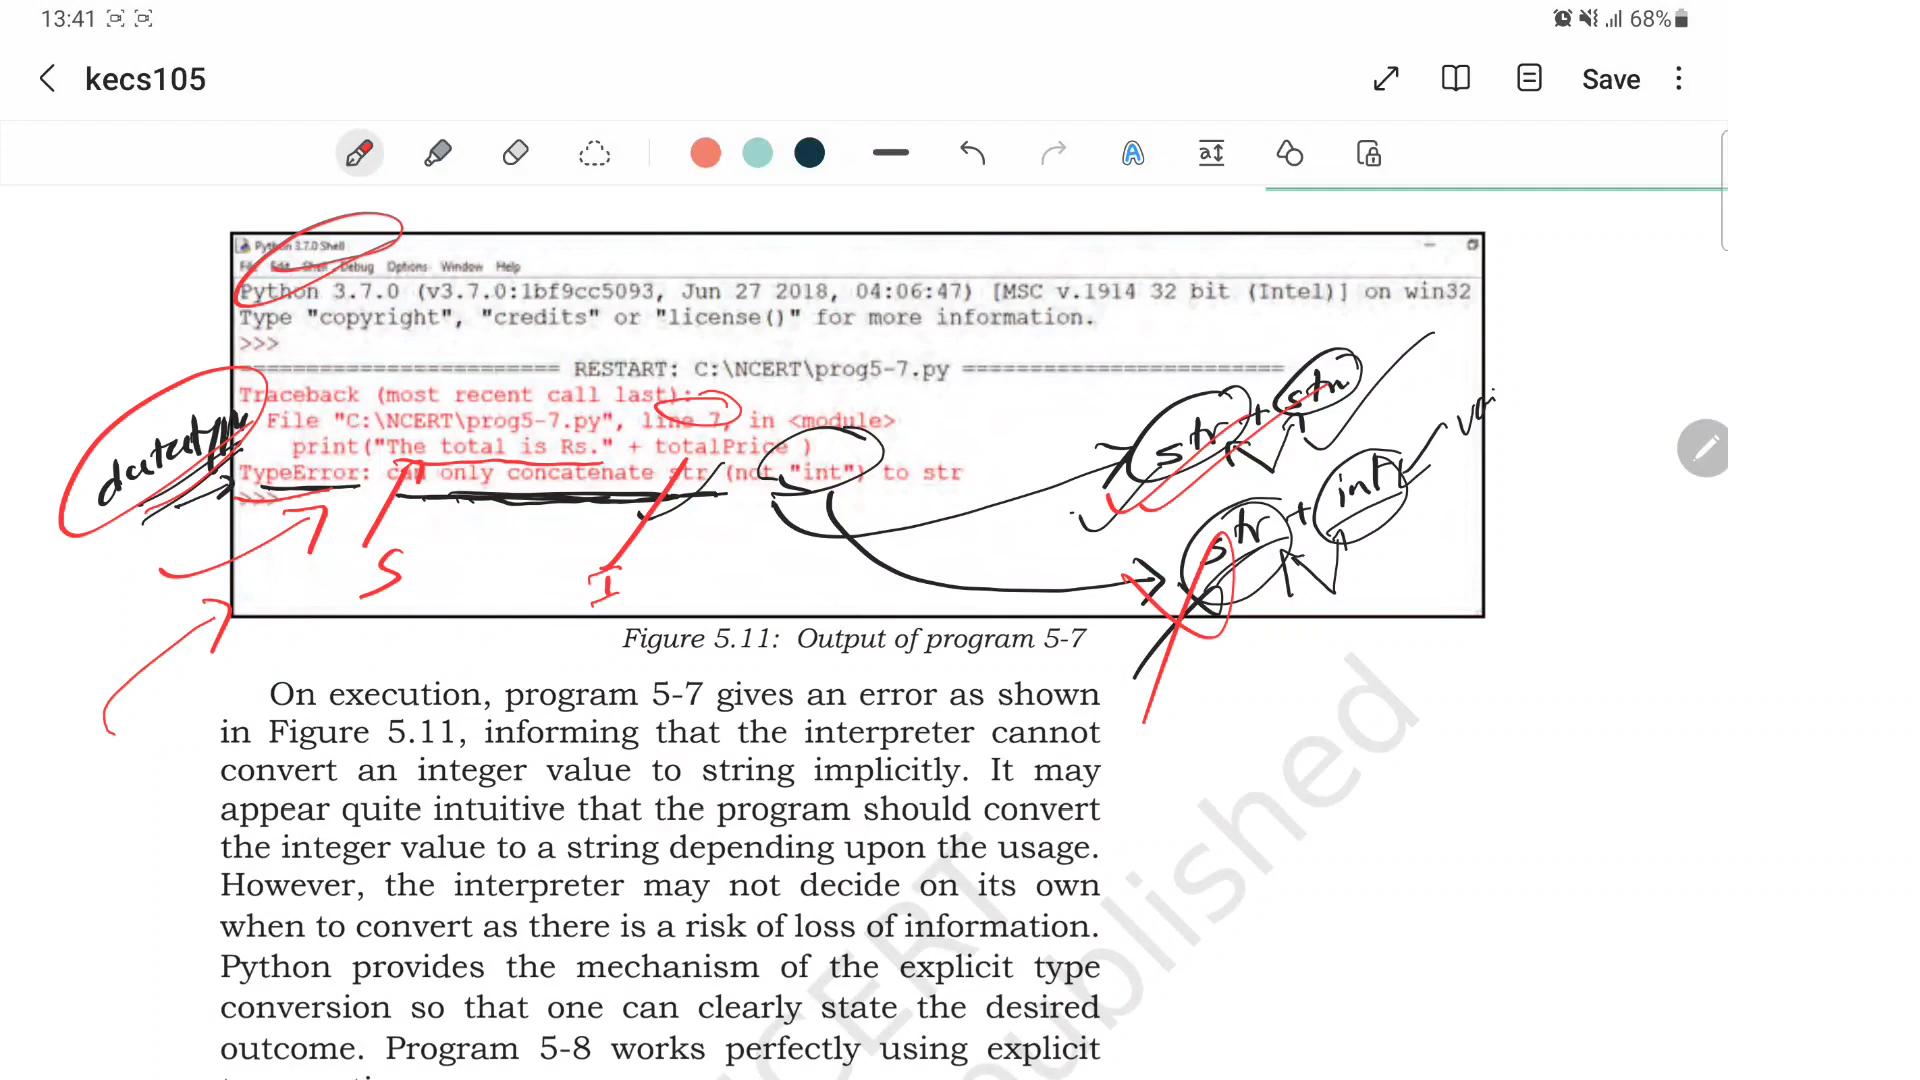 13:41
68%
kecs105
Save
Python 3.7.0 Shell
File Edit Shell Debug Options Window Help
Python 3.7.0 (v3.7.0:1bf9cc5093, Jun 27 2018, 04:06:47) [MSC v.1914 32 bit (Intel)] on win32
Type "copyright", "credits" or "license()" for more information.
>>>
======================= RESTART: C:\NCERT\prog5-7.py =======================
Traceback (most recent call last):
File "C:\NCERT\prog5-7.py", line 7, in <module>
print("The total is Rs." + totalPrice )
TypeError: can only concatenate str (not "int") to str
>>>
str + str
str + int
S
I
Figure 5.11: Output of program 5-7
On execution, program 5-7 gives an error as shown
in Figure 5.11, informing that the interpreter cannot
convert an integer value to string implicitly. It may
appear quite intuitive that the program should convert
the integer value to a string depending upon the usage.
However, the interpreter may not decide on its own
when to convert as there is a risk of loss of information.
Python provides the mechanism of the explicit type
conversion so that one can clearly state the desired
outcome. Program 5-8 works perfectly using explicit